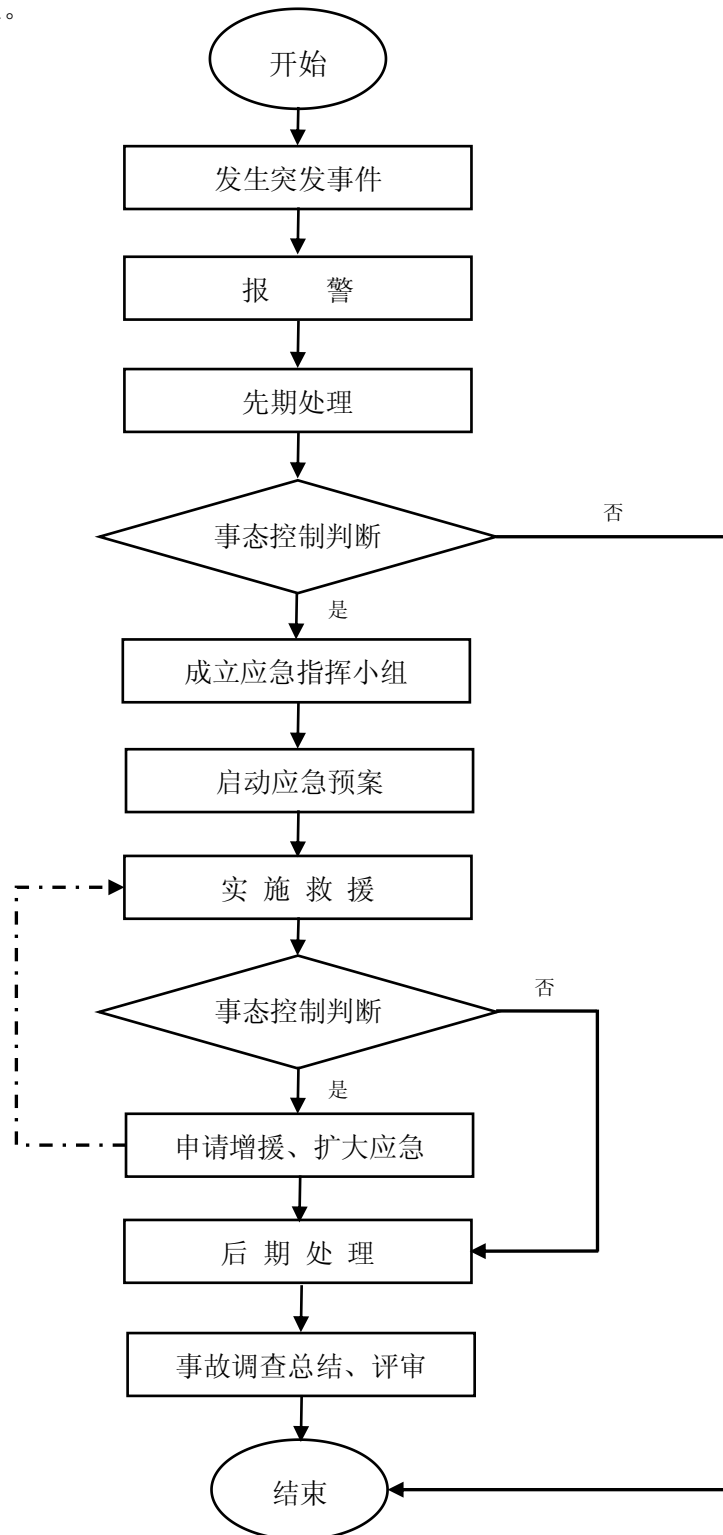 。
开始
发生突发事件
报 警
先期处理
事态控制判断
否
是
成立应急指挥小组
启动应急预案
实 施 救 援
事态控制判断
否
是
申请增援、扩大应急
后 期 处 理
事故调查总结、评审
结束